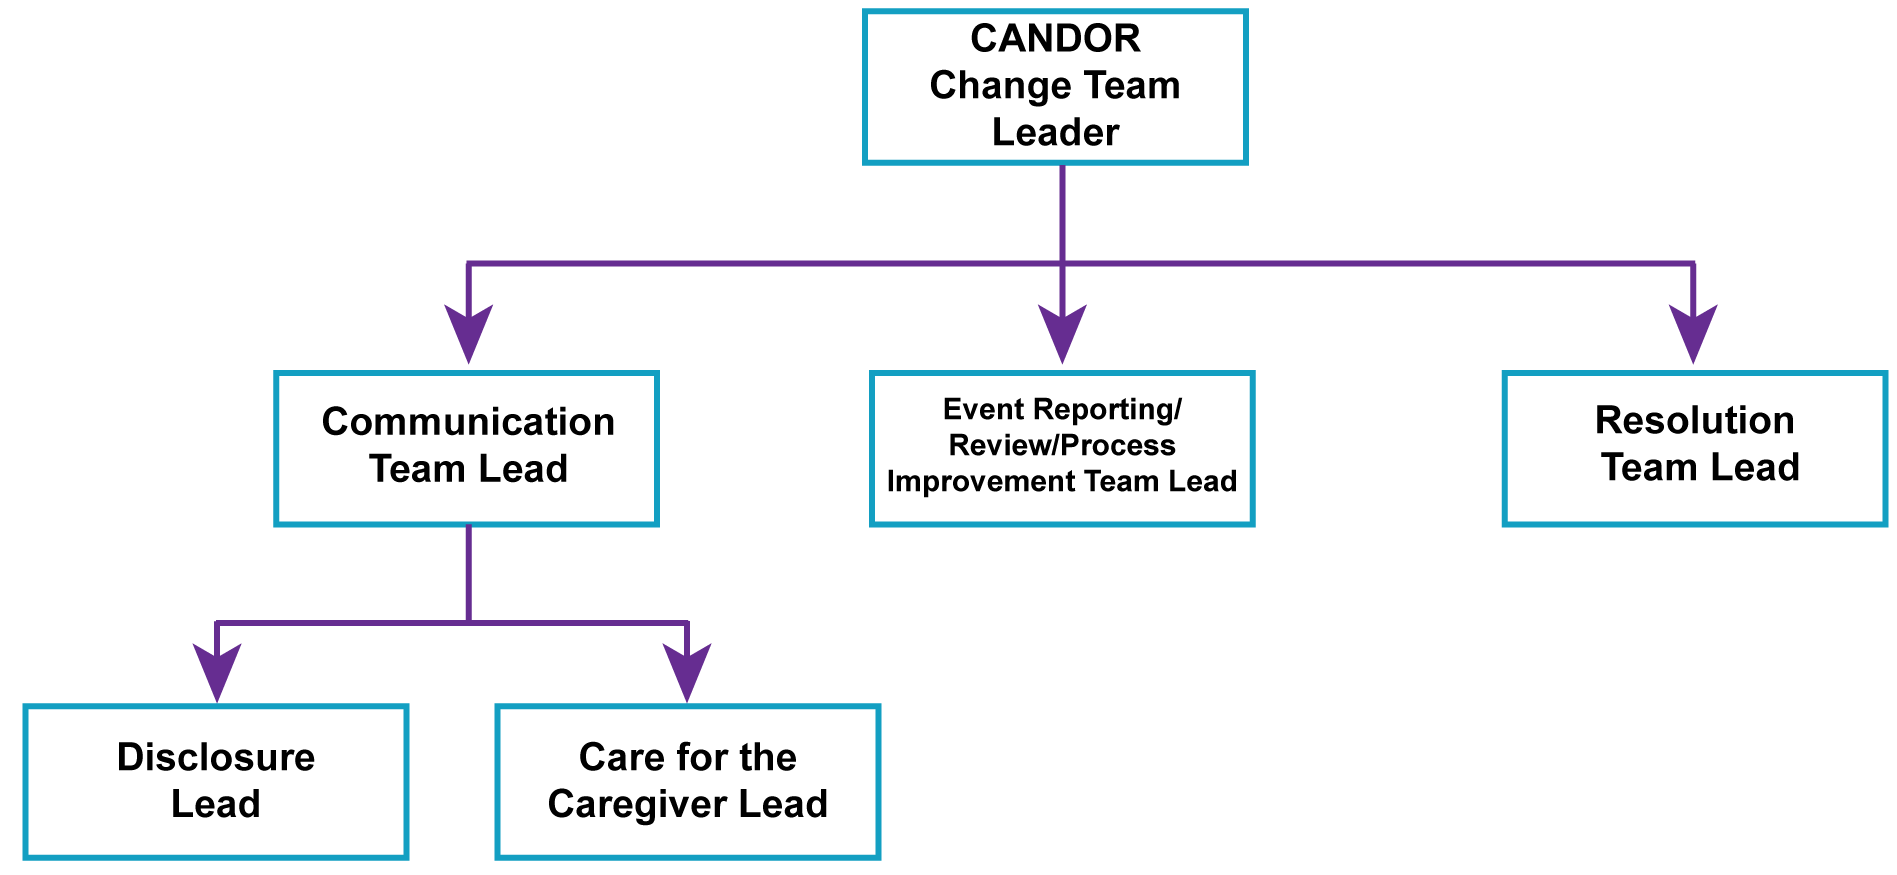 CANDOR
Change Team
Leader
Communication
Team Lead
Event Reporting/
Review/Process
Improvement Team Lead
Resolution
Team Lead
Disclosure
Lead
Care for the
Caregiver Lead